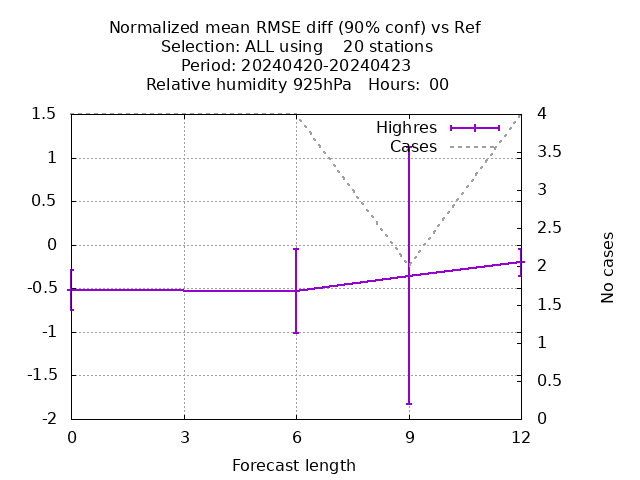 Normalized mean RMSE diff (90% conf) vs Ref
Selection: ALL using    20 stations
Period: 20240420-20240423
Relative humidity 925hPa   Hours:  00
Highres
Cases
1.5
1
0.5
0
-0.5
-1
-1.5
-2
4
3.5
3
2.5
2
1.5
1
0.5
0
No cases
0 3 6 9 12
Forecast length